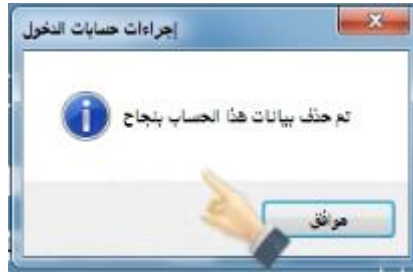 إجراءات حسابات الدخول
تم حذف بيانات هذا الحساب بنجاح
موافق